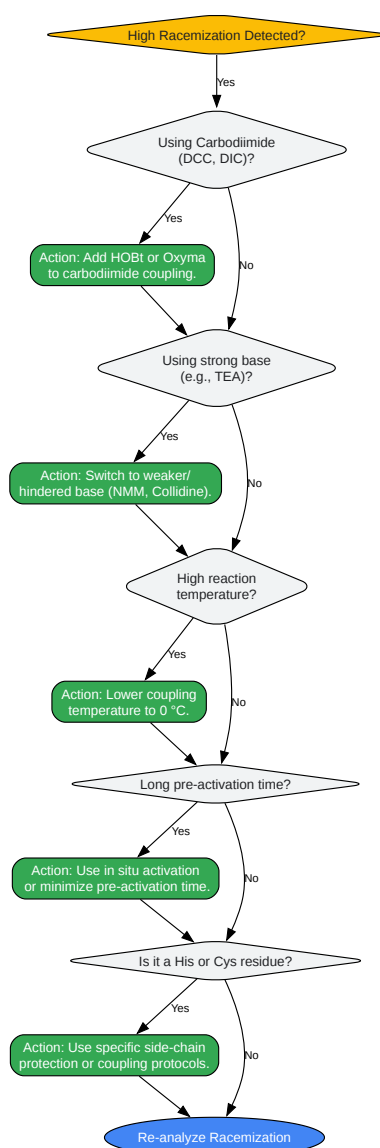 High Racemization Detected?
Yes
Using Carbodiimide
(DCC, DIC)?
Yes
Action: Add HOBt or Oxyma
to carbodiimide coupling.
No
Using strong base
(e.g., TEA)?
Yes
Action: Switch to weaker/
hindered base (NMM, Collidine).
No
High reaction
temperature?
Yes
Action: Lower coupling
temperature to 0 °C.
No
Long pre-activation time?
Yes
Action: Use in situ activation
or minimize pre-activation time.
No
Is it a His or Cys residue?
Yes
Action: Use specific side-chain
protection or coupling protocols.
No
Re-analyze Racemization